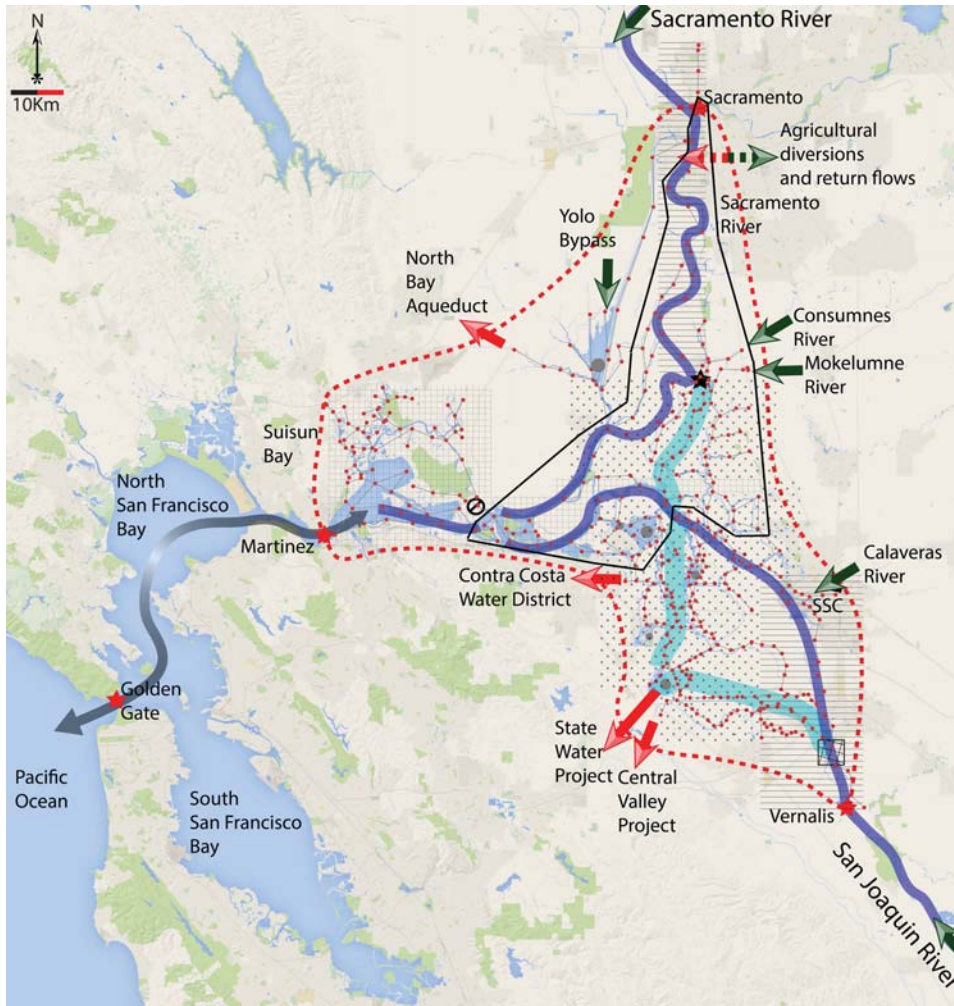 N
10Km
Sacramento River
Sacramento
Agricultural
diversions
and return flows
Sacramento
River
Yolo
Bypass
North
Bay
Aqueduct
Consumnes
River
Mokelumne
River
Suisun
Bay
North
San Francisco
Bay
Martinez
Contra Costa
Water District
Calaveras
River
SSC
Golden
Gate
State
Water
Project
Central
Valley
Project
Pacific
Ocean
South
San Francisco
Bay
Vernalis
San Joaquin River